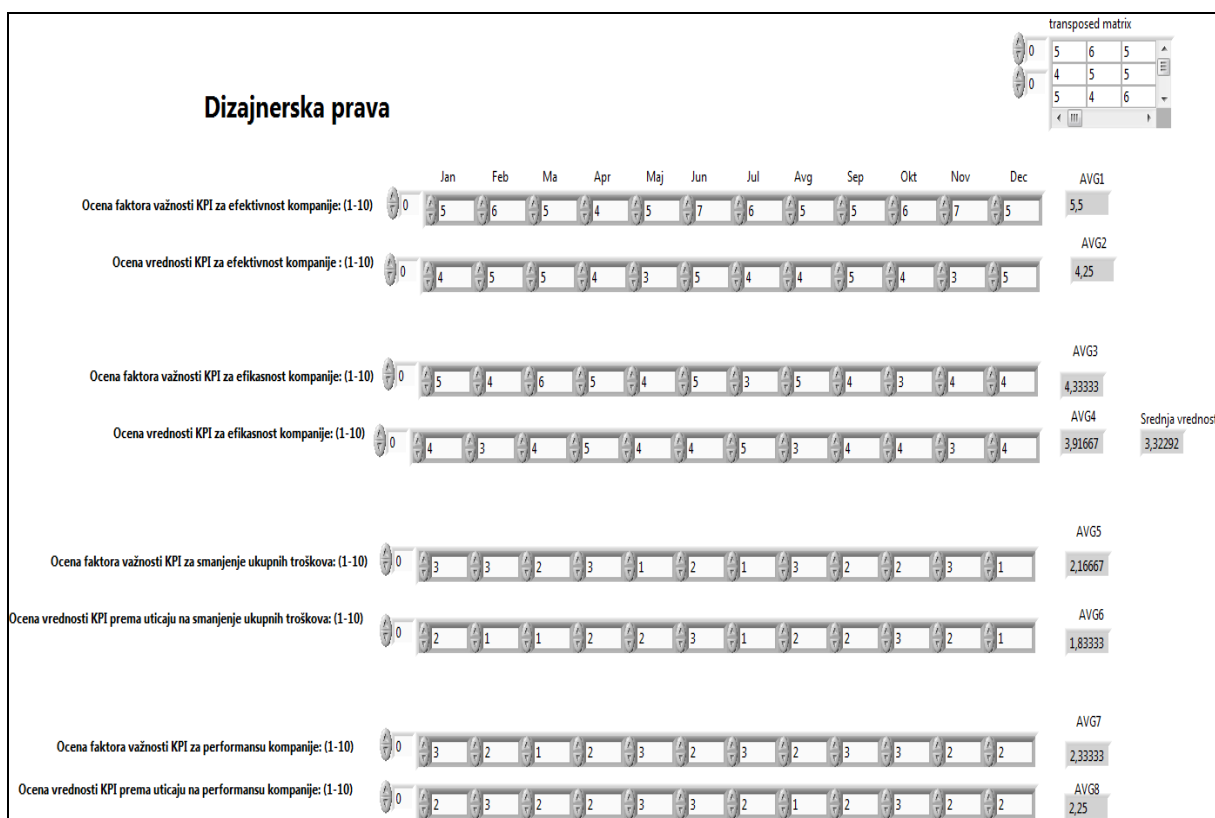 transposed matrix
0 5 6 5
0 4 5 5
5 4 6
Dizajnerska prava
Jan Feb Ma Apr Maj Jun Jul Avg Sep Okt Nov Dec AVG1
Ocena faktora važnosti KPI za efektivnost kompanije: (1-10) 0 5 6 5 4 5 7 6 5 5 6 7 5 5,5
AVG2
Ocena vrednosti KPI za efektivnost kompanije : (1-10) 0 4 5 5 4 3 5 4 4 5 4 3 5 4,25
AVG3
Ocena faktora važnosti KPI za efikasnost kompanije: (1-10) 0 5 4 6 5 4 5 3 5 4 3 4 4 4,33333
AVG4 Srednja vrednost
Ocena vrednosti KPI za efikasnost kompanije: (1-10) 0 4 3 4 5 4 4 5 3 4 4 3 4 3,91667 3,32292
AVG5
Ocena faktora važnosti KPI za smanjenje ukupnih troškova: (1-10) 0 3 3 2 3 1 2 1 3 2 2 3 1 2,16667
AVG6
Ocena vrednosti KPI prema uticaju na smanjenje ukupnih troškova: (1-10) 0 2 1 1 2 2 3 1 2 2 3 2 1 1,83333
AVG7
Ocena faktora važnosti KPI za performansu kompanije: (1-10) 0 3 2 1 2 3 2 2 3 3 3 2 2 2,33333
AVG8
Ocena vrednosti KPI prema uticaju na performansu kompanije: (1-10) 0 2 3 2 2 3 3 2 1 2 3 2 2 2,25